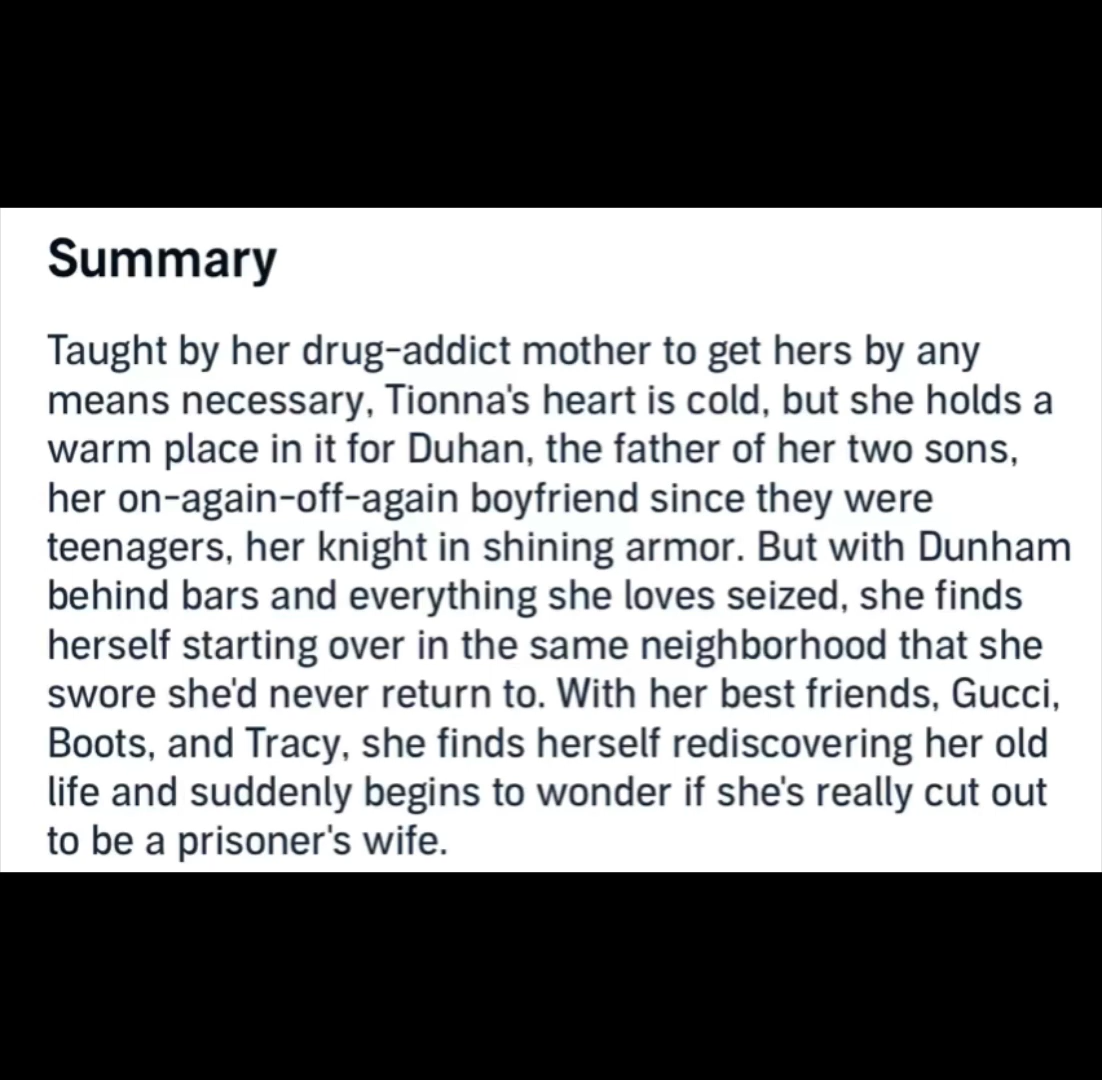 Summary
Taught by her drug-addict mother to get hers by any
means necessary, Tionna's heart is cold, but she holds a
warm place in it for Duhan, the father of her two sons,
her on-again-off-again boyfriend since they were
teenagers, her knight in shining armor. But with Dunham
behind bars and everything she loves seized, she finds
herself starting over in the same neighborhood that she
swore she'd never return to. With her best friends, Gucci,
Boots, and Tracy, she finds herself rediscovering her old
life and suddenly begins to wonder if she's really cut out
to be a prisoner's wife.